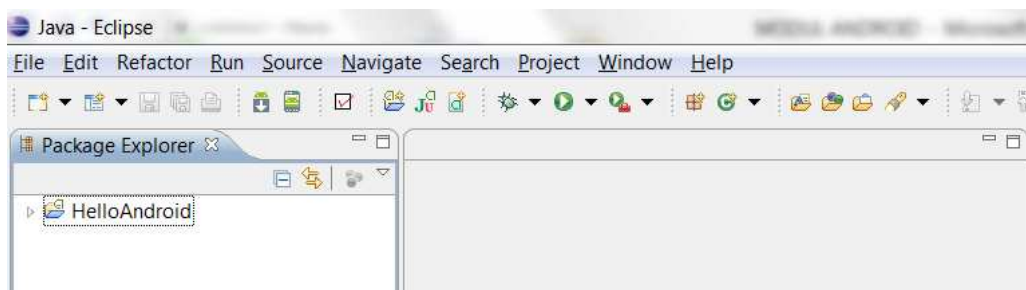 Java - Eclipse
File Edit Refactor Run Source Navigate Search Project Window Help
Package Explorer
HelloAndroid